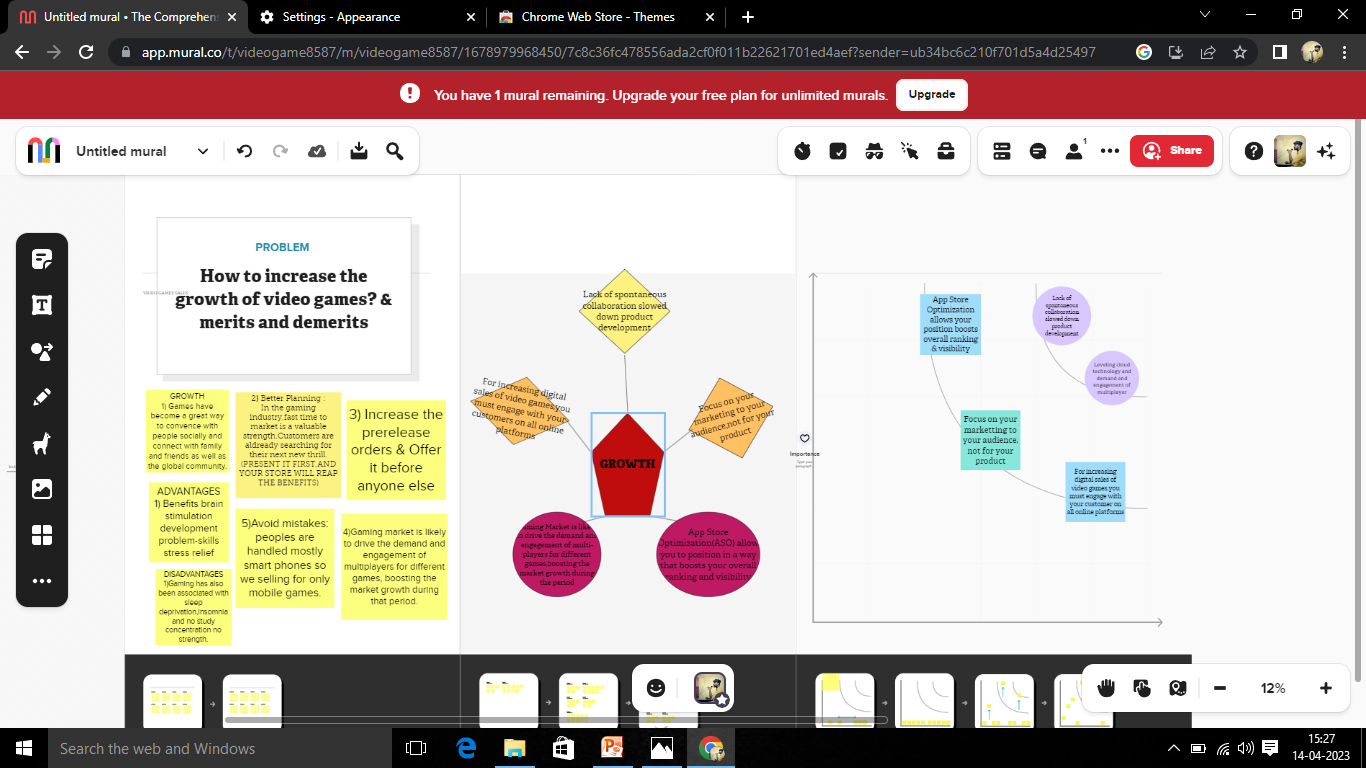 Untitled mural • The Comprehens
Settings - Appearance
Chrome Web Store - Themes
app.mural.co/t/videogame8587/m/videogame8587/1678979968450/7c8c36fc478556ada2cf0f011b22621701ed4aef?sender=ub34bc6c210f701d5a4d25497
You have 1 mural remaining. Upgrade your free plan for unlimited murals.
Upgrade
Untitled mural
1
Share
PROBLEM
How to increase the
growth of video games? &
merits and demerits
VIDEO GAMES SALES
GROWTH
1) Games have
become a great way
to convence with
people socially and
connect with family
and friends as well as
the global community.
2) Better Planning :
In the gaming
industry,fast time to
market is a valuable
strength.Customers are
aldready searching for
their next new thrill.
(PRESENT IT FIRST.AND
YOUR STORE WILL REAP
THE BENEFITS)
3) Increase the
prerelease
orders & Offer
it before
anyone else
ADVANTAGES
1) Benefits brain
stimulation
development
problem-skills
stress relief
5)Avoid mistakes:
peoples are
handled mostly
smart phones so
we selling for only
mobile games.
4)Gaming market is likely
to drive the demand and
engagement of
multiplayers for different
games, boosting the
market growth during
that period.
DISADVANTAGES
1)Gaming has also
been associated with
sleep
deprivation,insomnia
and no study
concentration no
strength.
Lack of spontaneous
collaboration slowed
down product
development
For increasing digital
sales of video games,you
must engage with your
customers on all online
platforms
Focus on your
marketing to your
audience,not for your
product
GROWTH
aming Market is like
o drive the demand an
engagement of multi-
players for different
games,boosting the
market growth during
the period
App Store
Optimization(ASO) allow
you to position in a way
that boosts your overall
ranking and visibility
Importance
App Store
Optimization
allows your
position boosts
overall ranking
& visibility
Lack of
spontaneous
collaboration
slowed down
product
development
Leveling cloud
technology and
demand and
engagement of
multiplayer
Focus on your
marketting to
your audience,
not for your
product
For increasing
digital sales of
video games,you
must engage with
your customer on
all online platforms
12%
Search the web and Windows
15:27
14-04-2023